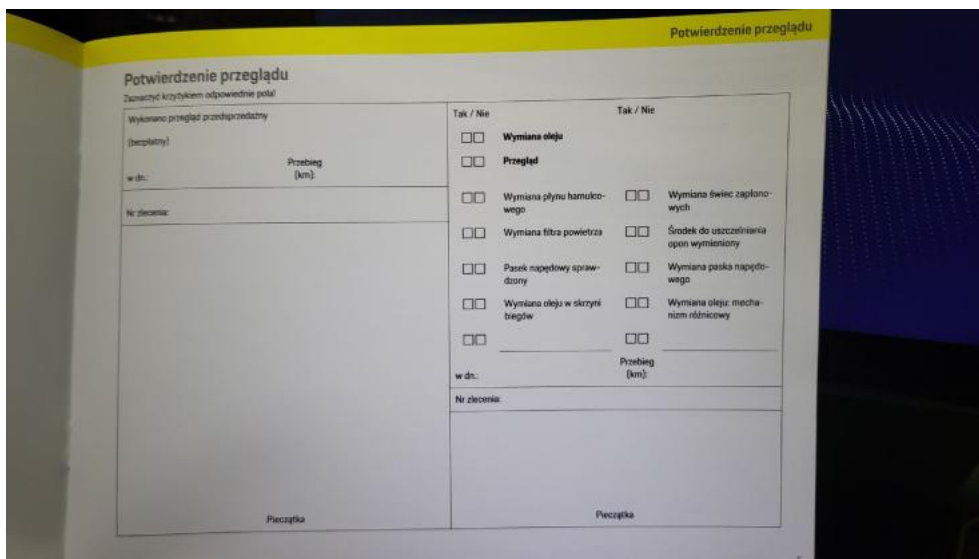 Potwierdzenie przeglądu
Potwierdzenie przeglądu
Zaznaczyć krzyżykiem odpowiednie pola!
Wykonano przegląd przedsprzedażny
(bezpłatny)
w dn.:
Przebieg
(km):
Nr zlecenia:
Pieczątka
Tak / Nie
Tak / Nie
Wymiana oleju
Przegląd
Wymiana płynu hamulco-
wego
Wymiana świec zapłono-
wych
Wymiana filtra powietrza
Środek do uszczelniania
opon wymieniony
Pasek napędowy spraw-
dzony
Wymiana paska napędo-
wego
Wymiana oleju w skrzyni
biegów
Wymiana oleju: mecha-
nizm różnicowy
w dn.:
Przebieg
(km):
Nr zlecenia:
Pieczątka